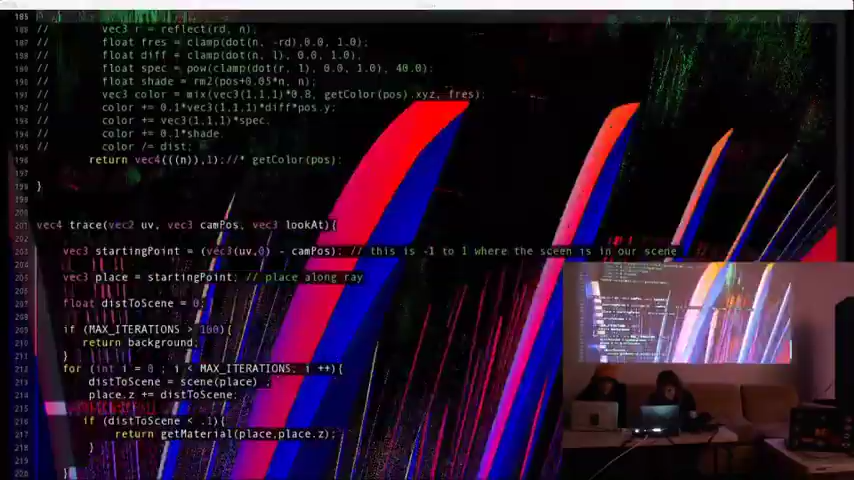 185
186 // vec3 r = reflect(rd, n);
187 // float fres = clamp(dot(n, -rd),0.0, 1.0);
188 // float diff = clamp(dot(n, l), 0.0, 1.0),
190 // float spec = pow(clamp(dot(r, l), 0.0, 1.0), 40.0);
190 // float shade = rm2(pos+0.05*n, n);
191 // vec3 color = mix(vec3(1,1,1)*0.8, getColor(pos).xyz, fres);
192 // color += 0.1*vec3(1,1,1)*diff*pos.y;
193 // color += vec3(1,1,1)*spec.
194 // color += 0.1*shade.
195 // color /= dist;
196 return vec4(((n)),1);//* getColor(pos):
197
198 }
199
200
201 vec4 trace(vec2 uv, vec3 camPos, vec3 lookAt){
202
203 vec3 startingPoint = (vec3(uv,0) - camPos); // this is -1 to 1 where the sceen is in our scene
204
205 vec3 place = startingPoint; // place along ray
206
207 float distToScene = 0;
208
209 if (MAX_ITERATIONS > 100){
210 return background;
211 }
212 for (int i = 0 ; i < MAX_ITERATIONS; i ++){
213 distToScene = scene(place) ;
214 place.z += distToScene;
215
216 if (distToScene < .1){
217 return getMaterial(place,place.z);
218 }
219
220 }